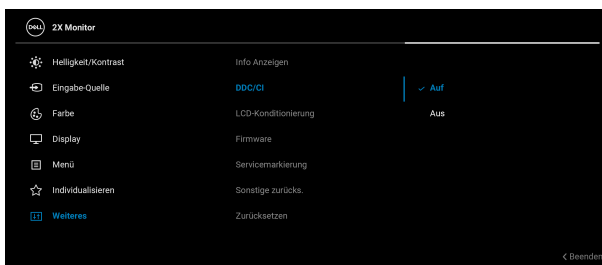 DELL 2X Monitor
Helligkeit/Kontrast
Info Anzeigen
Eingabe-Quelle
DDC/CI
Auf
Farbe
LCD-Konditionierung
Aus
Display
Firmware
Menü
Servicemarkierung
Individualisieren
Sonstige zurücks.
Weiteres
Zurücksetzen
Beenden